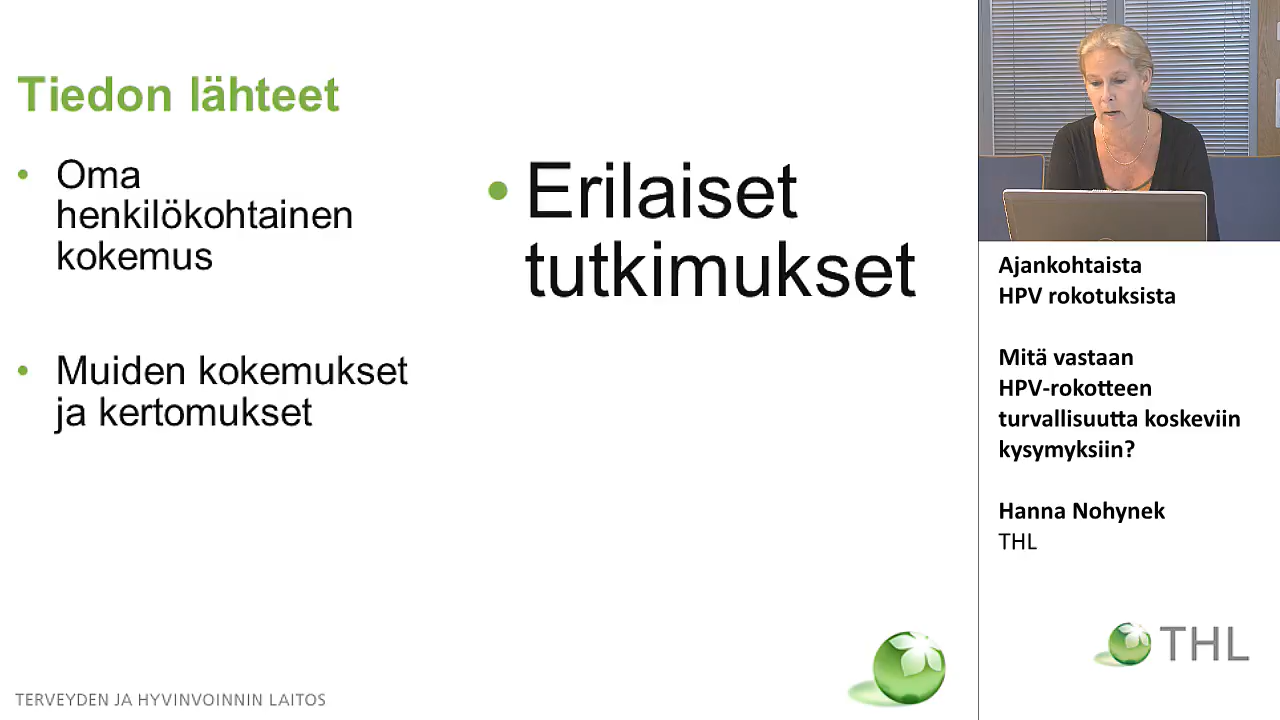 Tiedon lähteet
• Oma
henkilökohtainen
kokemus
• Muiden kokemukset
ja kertomukset
• Erilaiset
tutkimukset
TERVEYDEN JA HYVINVOINNIN LAITOS
Ajankohtaista
HPV rokotuksista
Mitä vastaan
HPV-rokotteen
turvallisuutta koskeviin
kysymyksiin?
Hanna Nohynek
THL
THL